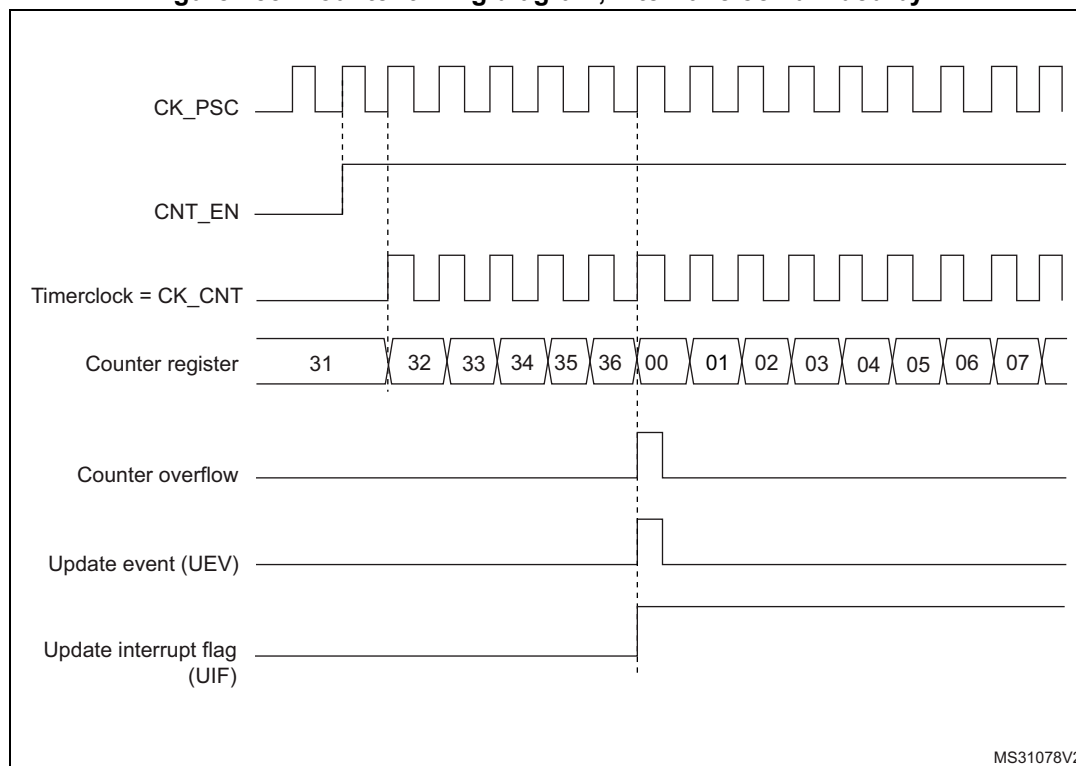 CK_PSC
CNT_EN
Timerclock = CK_CNT
Counter register 31 32 33 34 35 36 00 01 02 03 04 05 06 07
Counter overflow
Update event (UEV)
Update interrupt flag
(UIF)
MS31078V2